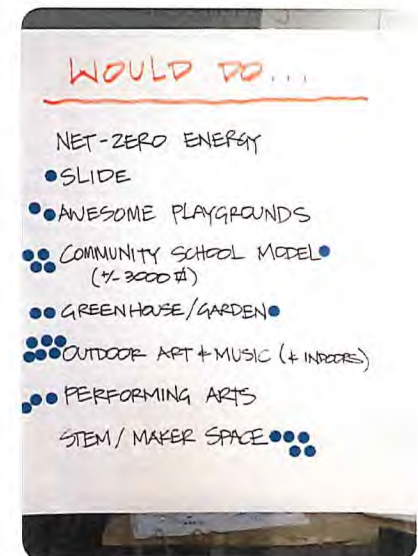 WOULD DO...
NET-ZERO ENERGY
SLIDE
AWESOME PLAYGROUNDS
COMMUNITY SCHOOL MODEL
(+/- 3000 ⌗)
GREENHOUSE/GARDEN
OUTDOOR ART + MUSIC (+ INDOORS)
PERFORMING ARTS
STEM / MAKER SPACE